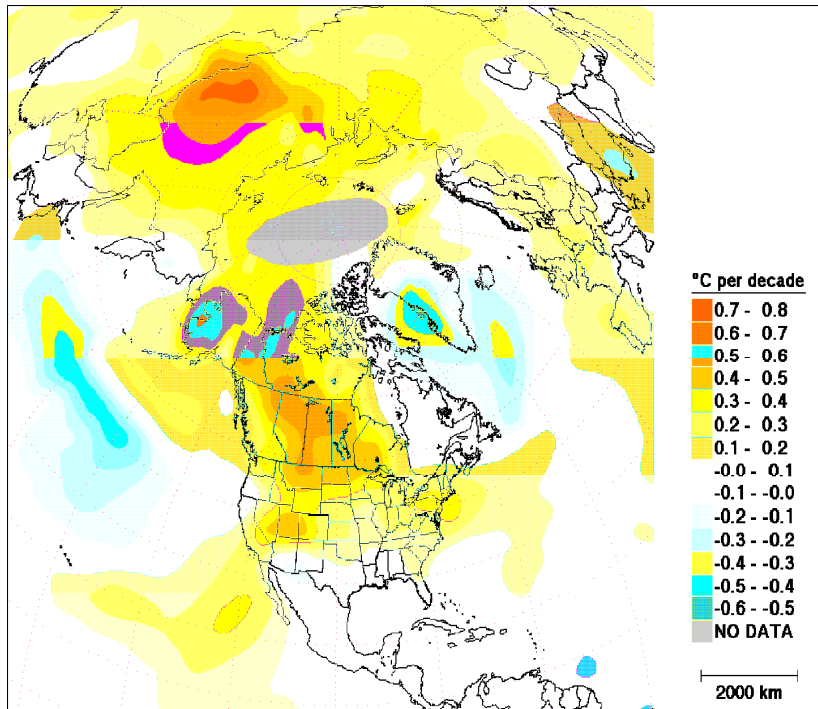 °C per decade
0.7 - 0.8
0.6 - 0.7
0.5 - 0.6
0.4 - 0.5
0.3 - 0.4
0.2 - 0.3
0.1 - 0.2
-0.0 - 0.1
-0.1 - -0.0
-0.2 - -0.1
-0.3 - -0.2
-0.4 - -0.3
-0.5 - -0.4
-0.6 - -0.5
NO DATA
2000 km